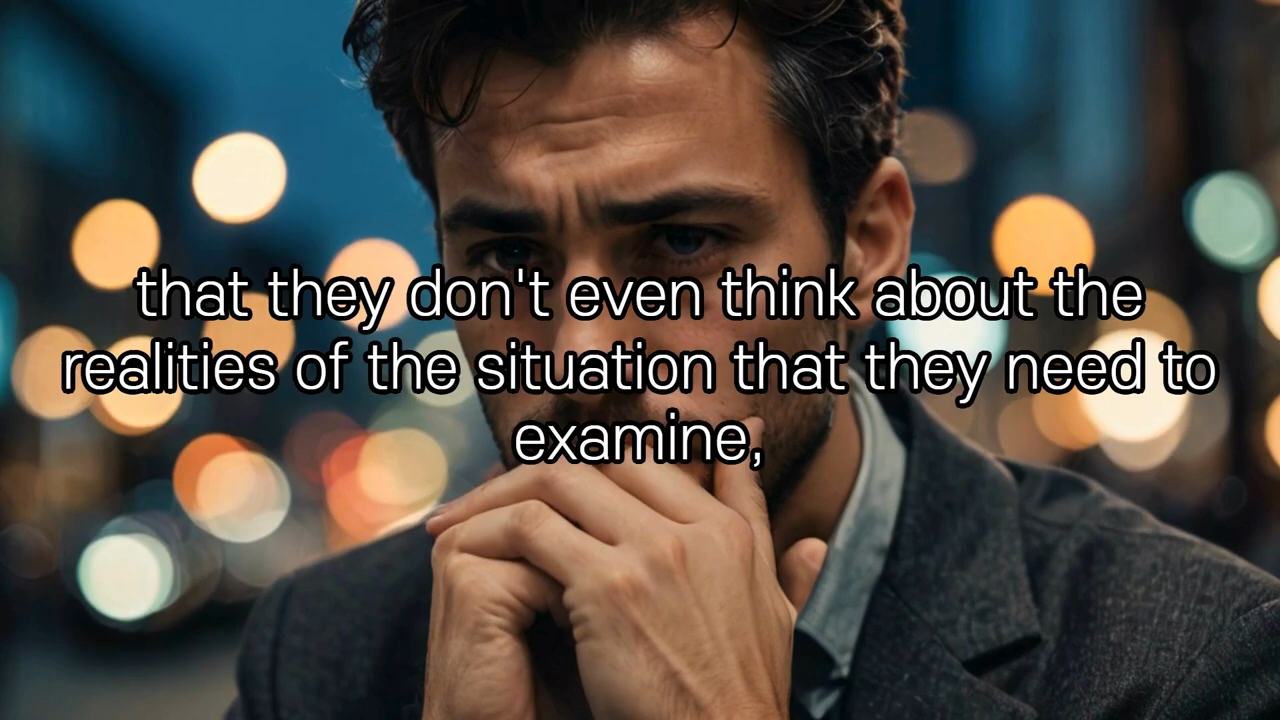 that they don't even think about the
realities of the situation that they need to
examine,